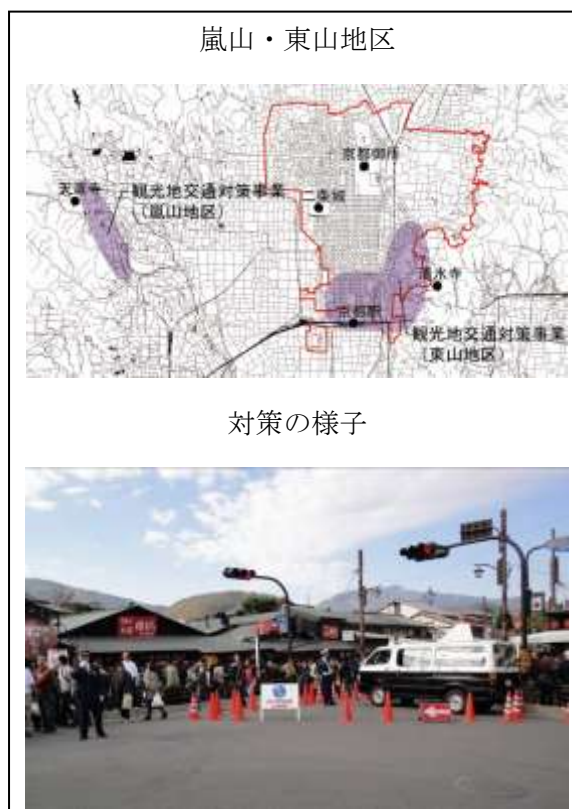 嵐山・東山地区
京都御所
天龍寺
観光地交通対策事業
（嵐山地区）
二条城
清水寺
京都駅
観光地交通対策事業
（東山地区）
対策の様子